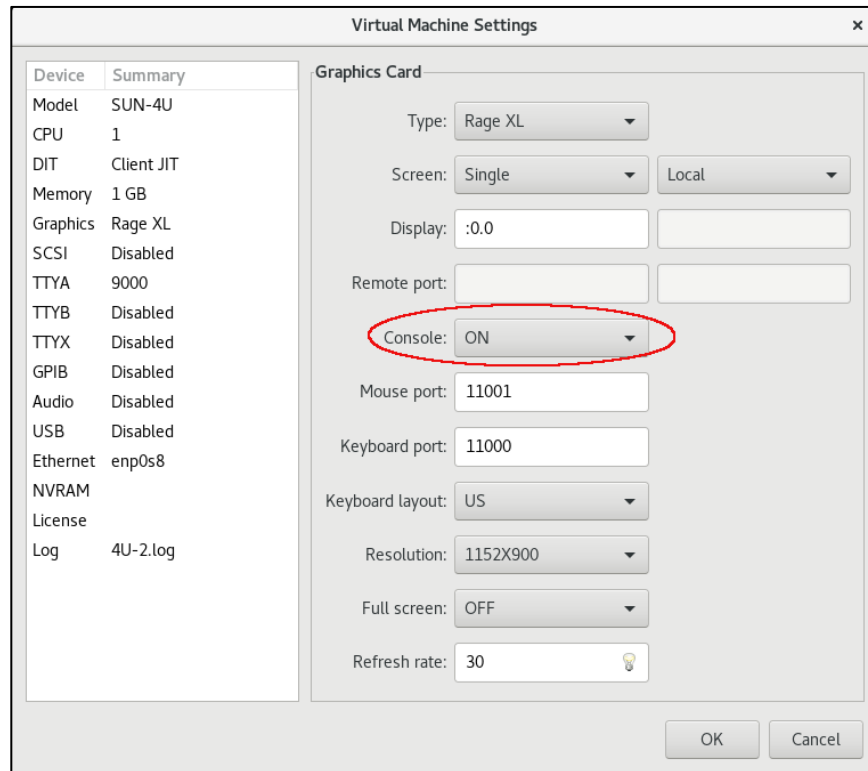 Virtual Machine Settings ×
Device Summary
Model SUN-4U
CPU 1
DIT Client JIT
Memory 1 GB
Graphics Rage XL
SCSI Disabled
TTYA 9000
TTYB Disabled
TTYX Disabled
GPIB Disabled
Audio Disabled
USB Disabled
Ethernet enp0s8
NVRAM
License
Log 4U-2.log
Graphics Card
Type: Rage XL
Screen: Single Local
Display: :0.0
Remote port:
Console: ON
Mouse port: 11001
Keyboard port: 11000
Keyboard layout: US
Resolution: 1152X900
Full screen: OFF
Refresh rate: 30
OK Cancel